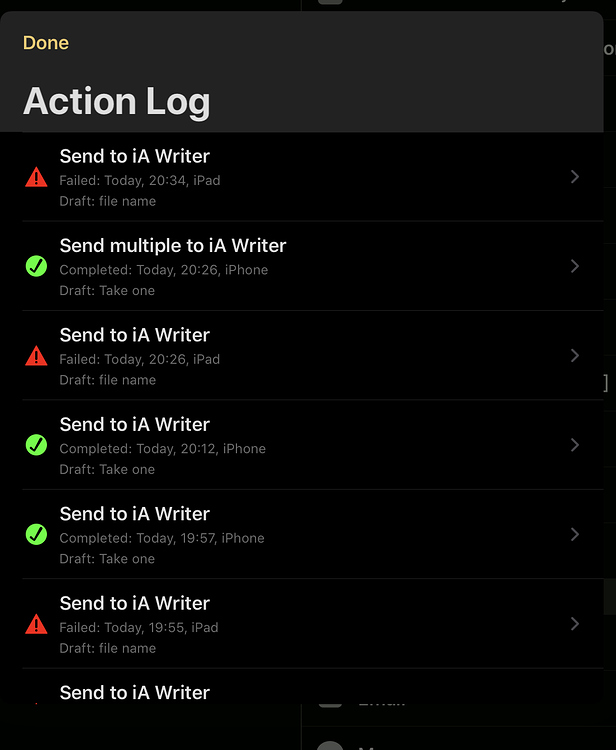 Done
Action Log
Send to iA Writer
Failed: Today, 20:34, iPad
Draft: file name
Send multiple to iA Writer
Completed: Today, 20:26, iPhone
Draft: Take one
Send to iA Writer
Failed: Today, 20:26, iPad
Draft: file name
Send to iA Writer
Completed: Today, 20:12, iPhone
Draft: Take one
Send to iA Writer
Completed: Today, 19:57, iPhone
Draft: Take one
Send to iA Writer
Failed: Today, 19:55, iPad
Draft: file name
Send to iA Writer